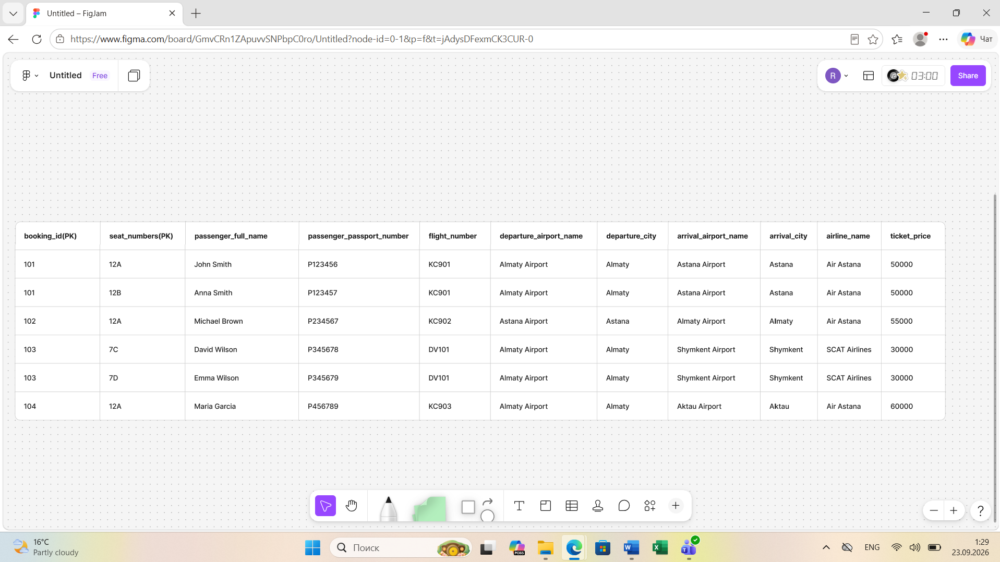 Untitled – FigJam
https://www.figma.com/board/GmvCRn1ZApuvvSNPbpC0ro/Untitled?node-id=0-1&p=f&t=jAdysDFexmCK3CUR-0
Чат
Untitled Free
R 03:00 Share
booking_id(PK) seat_numbers(PK) passenger_full_name passenger_passport_number flight_number departure_airport_name departure_city arrival_airport_name arrival_city airline_name ticket_price
101 12A John Smith P123456 KC901 Almaty Airport Almaty Astana Airport Astana Air Astana 50000
101 12B Anna Smith P123457 KC901 Almaty Airport Almaty Astana Airport Astana Air Astana 50000
102 12A Michael Brown P234567 KC902 Astana Airport Astana Almaty Airport Almaty Air Astana 55000
103 7C David Wilson P345678 DV101 Almaty Airport Almaty Shymkent Airport Shymkent SCAT Airlines 30000
103 7D Emma Wilson P345679 DV101 Almaty Airport Almaty Shymkent Airport Shymkent SCAT Airlines 30000
104 12A Maria Garcia P456789 KC903 Almaty Airport Almaty Aktau Airport Aktau Air Astana 60000
T
?
16°C
Partly cloudy
Поиск
M365
W
X
T
ENG
1:29
23.09.2026